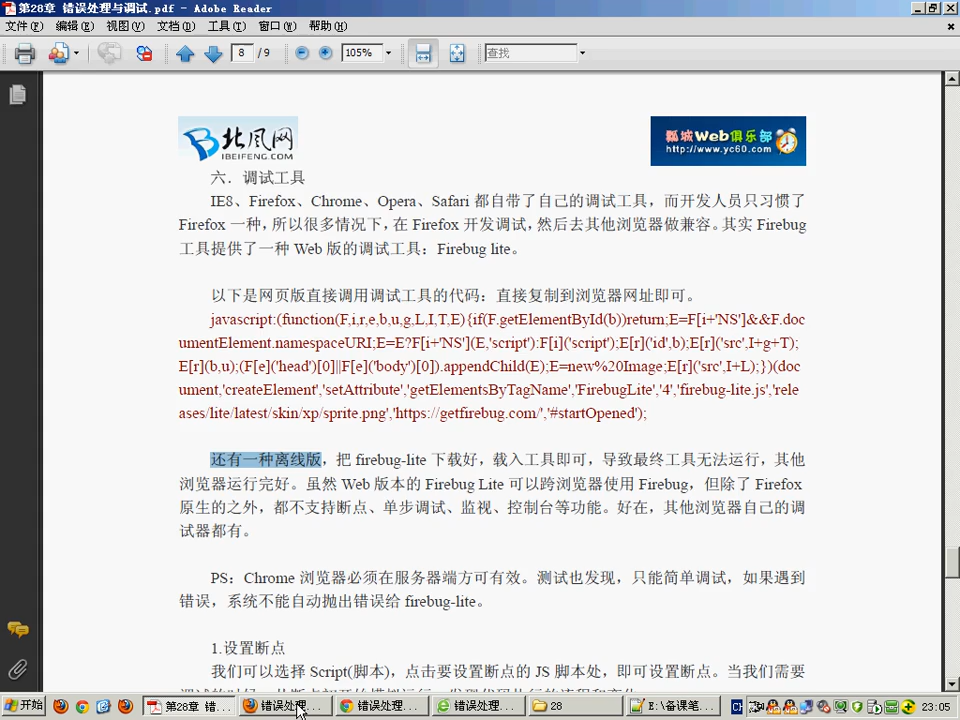 第28章 错误处理与调试.pdf - Adobe Reader
文件(F) 编辑(E) 视图(V) 文档(D) 工具(T) 窗口(W) 帮助(H)
8 / 9 105% 查找
北风网 瓢城Web俱乐部
IBEIFENG.COM http://www.yc60.com
六．调试工具
IE8、Firefox、Chrome、Opera、Safari 都自带了自己的调试工具，而开发人员只习惯了
Firefox 一种，所以很多情况下，在 Firefox 开发调试，然后去其他浏览器做兼容。其实 Firebug
工具提供了一种 Web 版的调试工具：Firebug lite。
以下是网页版直接调用调试工具的代码：直接复制到浏览器网址即可。
javascript:(function(F,i,r,e,b,u,g,L,I,T,E){if(F.getElementById(b))return;E=F[i+'NS']&&F.doc
umentElement.namespaceURI;E=E?F[i+'NS'](E,'script'):F[i]('script');E[r]('id',b);E[r]('src',I+g+T);
E[r](b,u);(F[e]('head')[0]||F[e]('body')[0]).appendChild(E);E=new%20Image;E[r]('src',I+L);})(doc
ument,'createElement','setAttribute','getElementsByTagName','FirebugLite','4','firebug-lite.js','rele
ases/lite/latest/skin/xp/sprite.png','https://getfirebug.com/','#startOpened');
还有一种离线版，把 firebug-lite 下载好，载入工具即可，导致最终工具无法运行，其他
浏览器运行完好。虽然 Web 版本的 Firebug Lite 可以跨浏览器使用 Firebug，但除了 Firefox
原生的之外，都不支持断点、单步调试、监视、控制台等功能。好在，其他浏览器自己的调
试器都有。
PS：Chrome 浏览器必须在服务器端方可有效。测试也发现，只能简单调试，如果遇到
错误，系统不能自动抛出错误给 firebug-lite。
1.设置断点
我们可以选择 Script(脚本)，点击要设置断点的 JS 脚本处，即可设置断点。当我们需要
开始 第28章 错... 错误处理... 错误处理... 错误处理... 28 E:\备课笔... 23:05